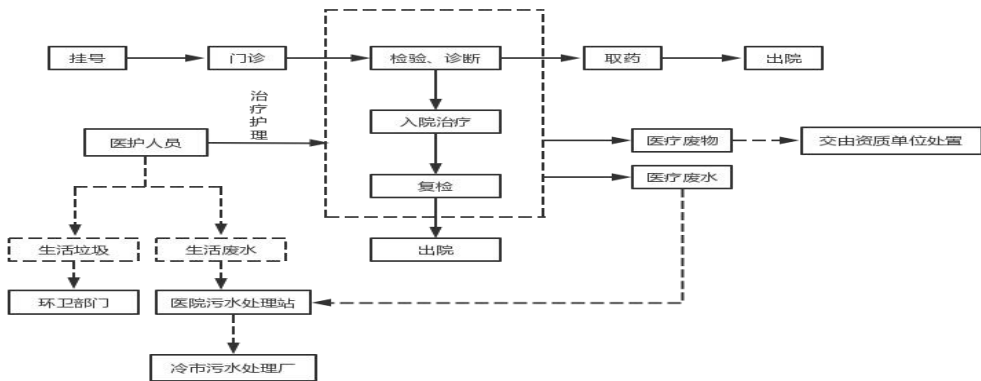 挂号
门诊
检验、诊断
取药
出院
治疗护理
入院治疗
医护人员
医疗废物
交由资质单位处置
复检
医疗废水
生活垃圾
生活废水
出院
环卫部门
医院污水处理站
冷市污水处理厂